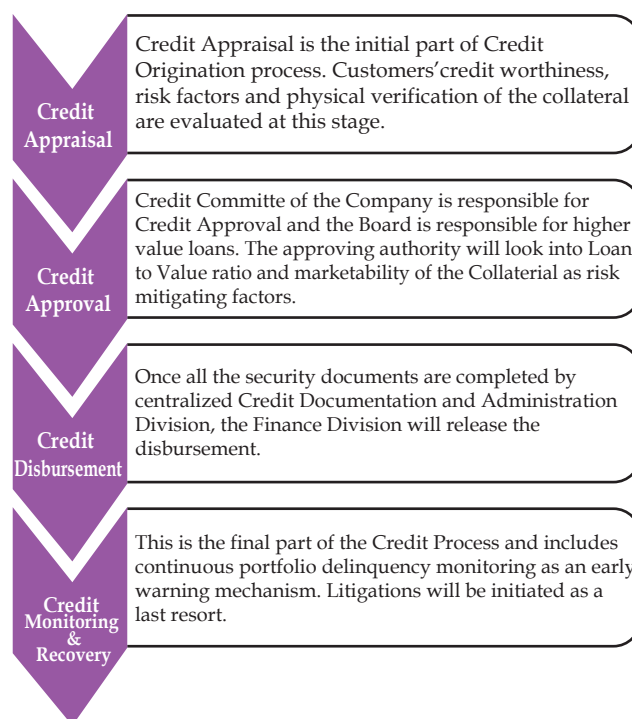 Credit
Appraisal
Credit Appraisal is the initial part of Credit
Origination process. Customers'credit worthiness,
risk factors and physical verification of the collateral
are evaluated at this stage.
Credit
Approval
Credit Committe of the Company is responsible for
Credit Approval and the Board is responsible for higher
value loans. The approving authority will look into Loan
to Value ratio and marketability of the Collaterial as risk
mitigating factors.
Credit
Disbursement
Once all the security documents are completed by
centralized Credit Documentation and Administration
Division, the Finance Division will release the
disbursement.
Credit
Monitoring
&
Recovery
This is the final part of the Credit Process and includes
continuous portfolio delinquency monitoring as an early
warning mechanism. Litigations will be initiated as a
last resort.